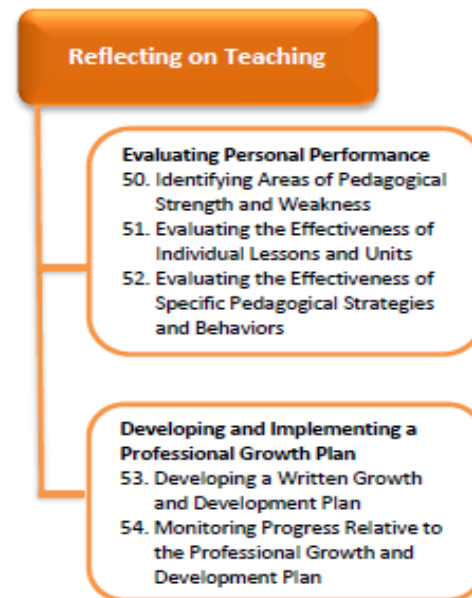 Reflecting on Teaching
Evaluating Personal Performance
50. Identifying Areas of Pedagogical
Strength and Weakness
51. Evaluating the Effectiveness of
Individual Lessons and Units
52. Evaluating the Effectiveness of
Specific Pedagogical Strategies
and Behaviors
Developing and Implementing a
Professional Growth Plan
53. Developing a Written Growth
and Development Plan
54. Monitoring Progress Relative to
the Professional Growth and
Development Plan